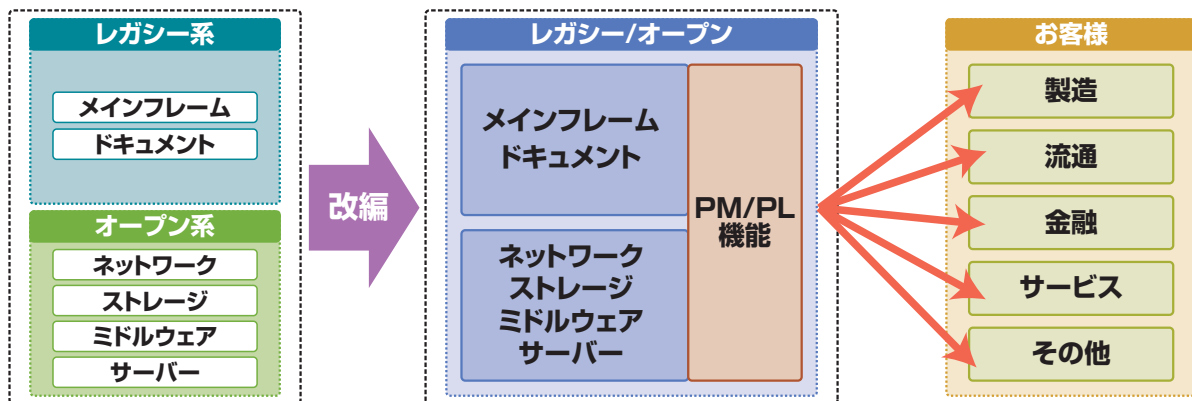 レガシー系
メインフレーム
ドキュメント
オープン系
ネットワーク
ストレージ
ミドルウェア
サーバー
改編
レガシー/オープン
メインフレーム
ドキュメント
ネットワーク
ストレージ
ミドルウェア
サーバー
PM/PL
機能
お客様
製造
流通
金融
サービス
その他